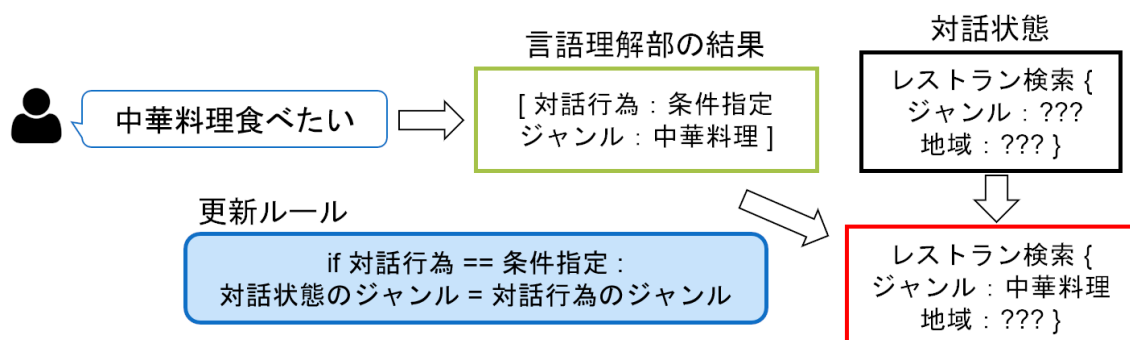 言語理解部の結果
対話状態
中華料理食べたい
[ 対話行為：条件指定
ジャンル：中華料理 ]
レストラン検索 {
ジャンル：???
地域：??? }
更新ルール
if 対話行為 == 条件指定 :
対話状態のジャンル = 対話行為のジャンル
レストラン検索 {
ジャンル：中華料理
地域：??? }